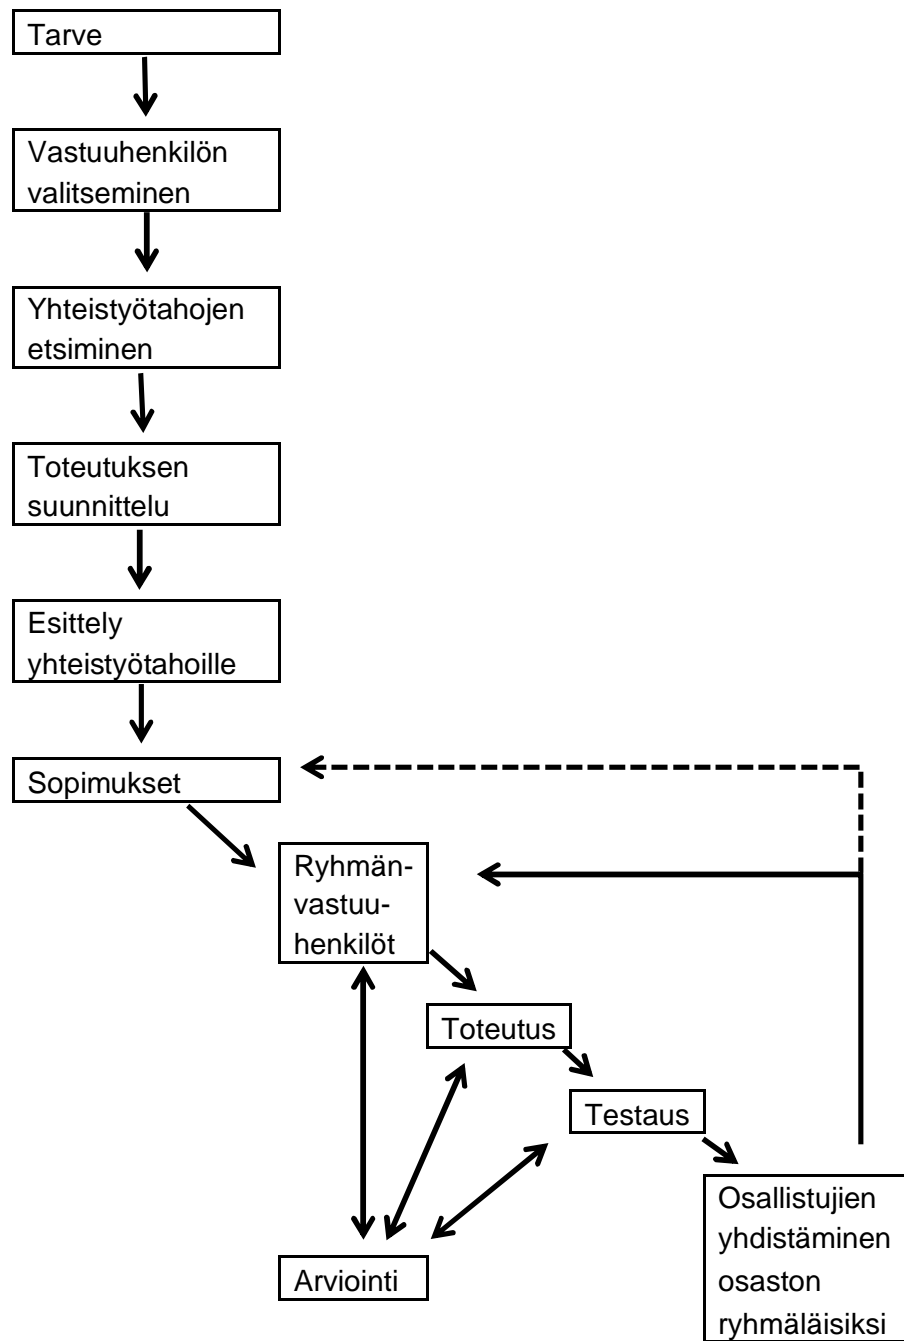 Tarve
Vastuuhenkilön
valitseminen
Yhteistyötahojen
etsiminen
Toteutuksen
suunnittelu
Esittely
yhteistyötahoille
Sopimukset
Ryhmän-
vastuu-
henkilöt
Toteutus
Testaus
Arviointi
Osallistujien
yhdistäminen
osaston
ryhmäläisiksi